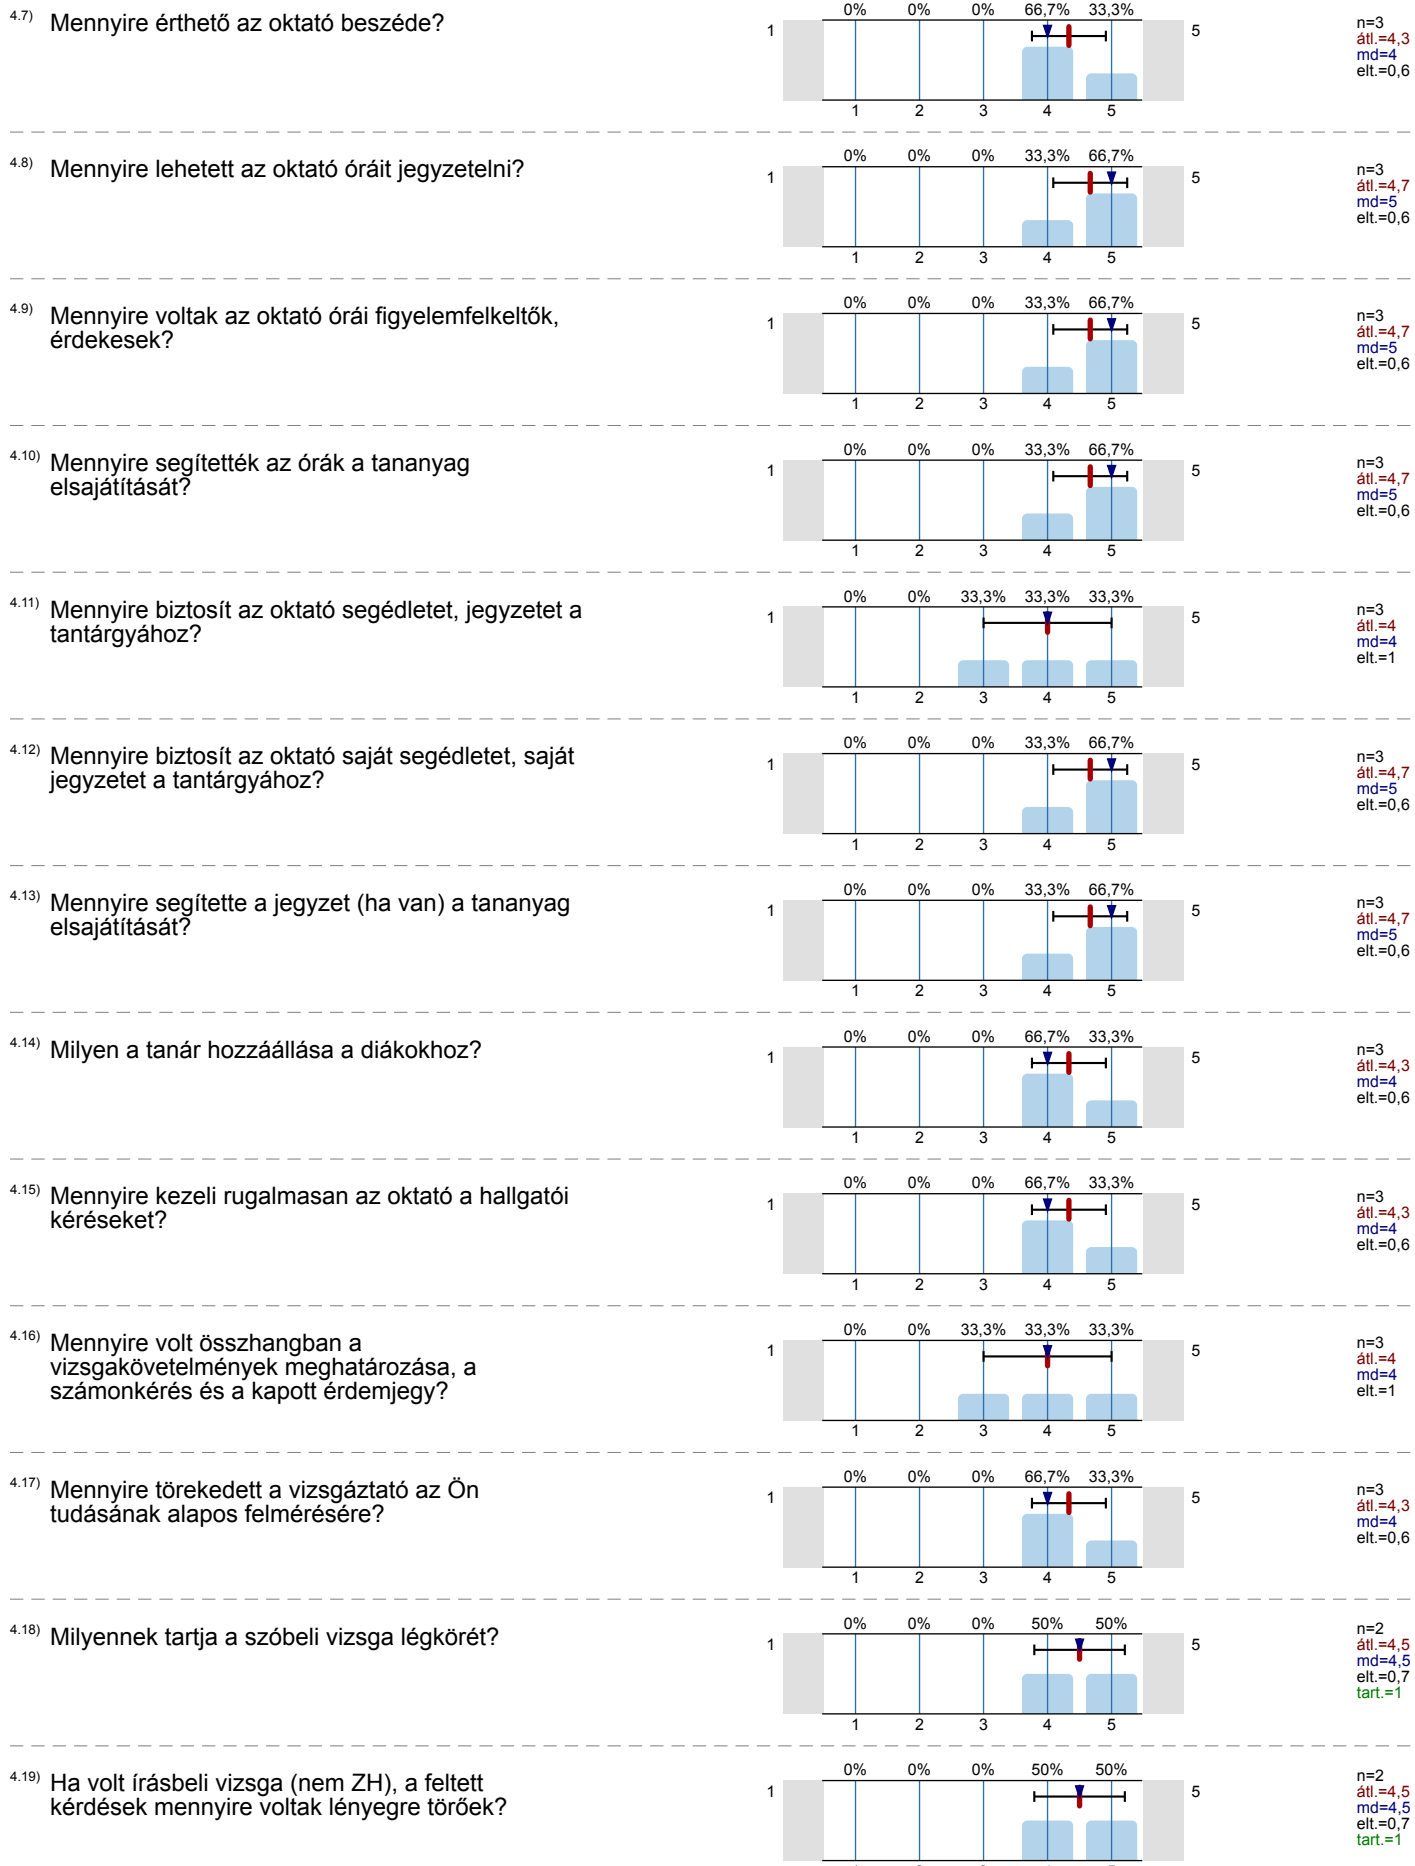 4.7) Mennyire érthető az oktató beszéde?
0% 0% 0% 66,7% 33,3%
1 5
1 2 3 4 5
n=3
átl.=4,3
md=4
elt.=0,6
4.8) Mennyire lehetett az oktató óráit jegyzetelni?
0% 0% 0% 33,3% 66,7%
1 5
1 2 3 4 5
n=3
átl.=4,7
md=5
elt.=0,6
4.9) Mennyire voltak az oktató órái figyelemfelkeltők,
érdekesek?
0% 0% 0% 33,3% 66,7%
1 5
1 2 3 4 5
n=3
átl.=4,7
md=5
elt.=0,6
4.10) Mennyire segítették az órák a tananyag
elsajátítását?
0% 0% 0% 33,3% 66,7%
1 5
1 2 3 4 5
n=3
átl.=4,7
md=5
elt.=0,6
4.11) Mennyire biztosít az oktató segédletet, jegyzetet a
tantárgyához?
0% 0% 33,3% 33,3% 33,3%
1 5
1 2 3 4 5
n=3
átl.=4
md=4
elt.=1
4.12) Mennyire biztosít az oktató saját segédletet, saját
jegyzetet a tantárgyához?
0% 0% 0% 33,3% 66,7%
1 5
1 2 3 4 5
n=3
átl.=4,7
md=5
elt.=0,6
4.13) Mennyire segítette a jegyzet (ha van) a tananyag
elsajátítását?
0% 0% 0% 33,3% 66,7%
1 5
1 2 3 4 5
n=3
átl.=4,7
md=5
elt.=0,6
4.14) Milyen a tanár hozzáállása a diákokhoz?
0% 0% 0% 66,7% 33,3%
1 5
1 2 3 4 5
n=3
átl.=4,3
md=4
elt.=0,6
4.15) Mennyire kezeli rugalmasan az oktató a hallgatói
kéréseket?
0% 0% 0% 66,7% 33,3%
1 5
1 2 3 4 5
n=3
átl.=4,3
md=4
elt.=0,6
4.16) Mennyire volt összhangban a
vizsgakövetelmények meghatározása, a
számonkérés és a kapott érdemjegy?
0% 0% 33,3% 33,3% 33,3%
1 5
1 2 3 4 5
n=3
átl.=4
md=4
elt.=1
4.17) Mennyire törekedett a vizsgáztató az Ön
tudásának alapos felmérésére?
0% 0% 0% 66,7% 33,3%
1 5
1 2 3 4 5
n=3
átl.=4,3
md=4
elt.=0,6
4.18) Milyennek tartja a szóbeli vizsga légkörét?
0% 0% 0% 50% 50%
1 5
1 2 3 4 5
n=2
átl.=4,5
md=4,5
elt.=0,7
tart.=1
4.19) Ha volt írásbeli vizsga (nem ZH), a feltett
kérdések mennyire voltak lényegre törőek?
0% 0% 0% 50% 50%
1 5
n=2
átl.=4,5
md=4,5
elt.=0,7
tart.=1